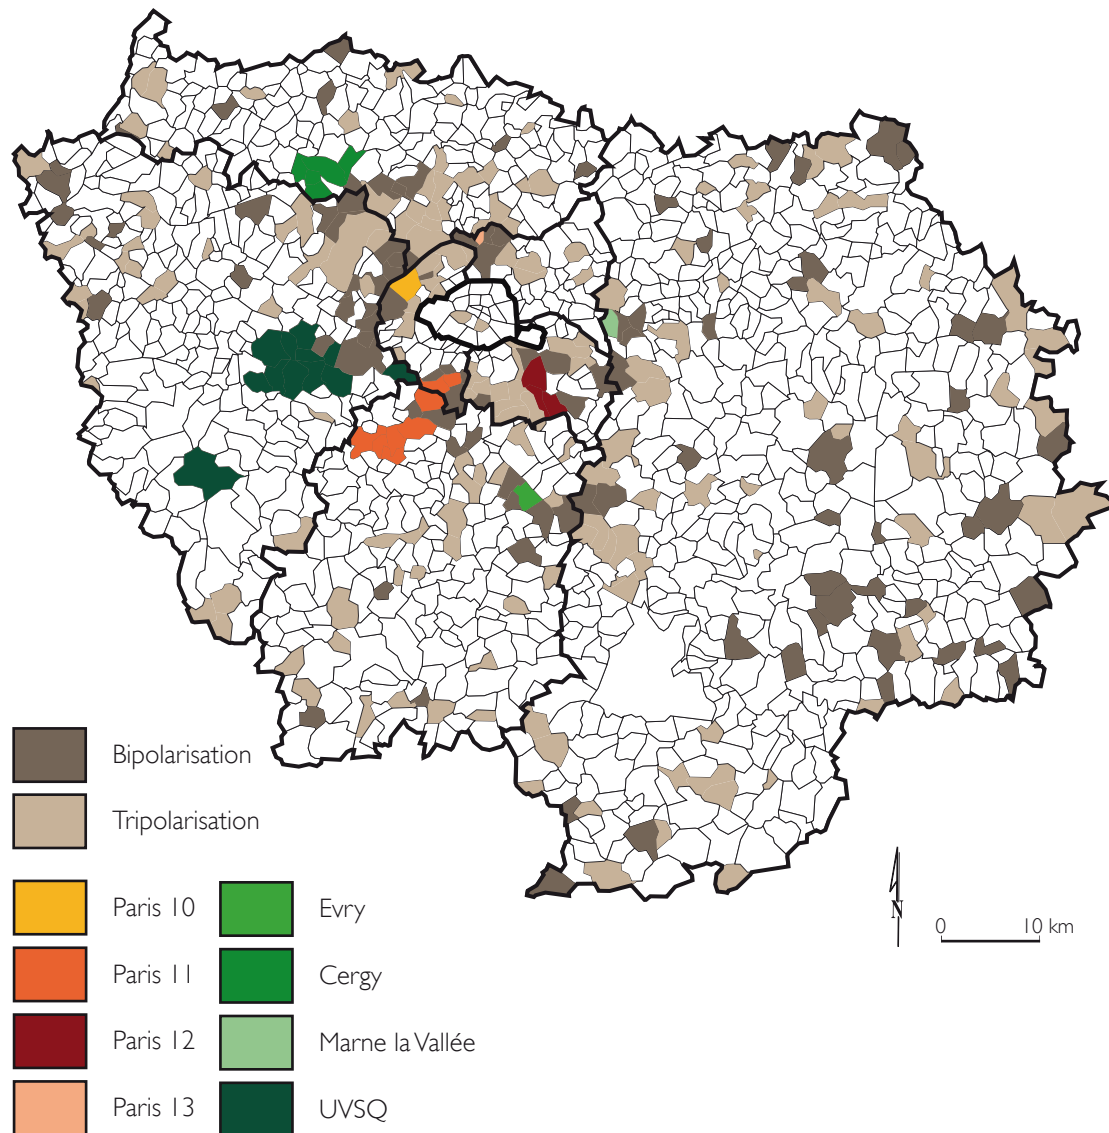 Bipolarisation
Tripolarisation
Paris 10
Evry
Paris 11
Cergy
Paris 12
Marne la Vallée
Paris 13
UVSQ
N
0 10 km